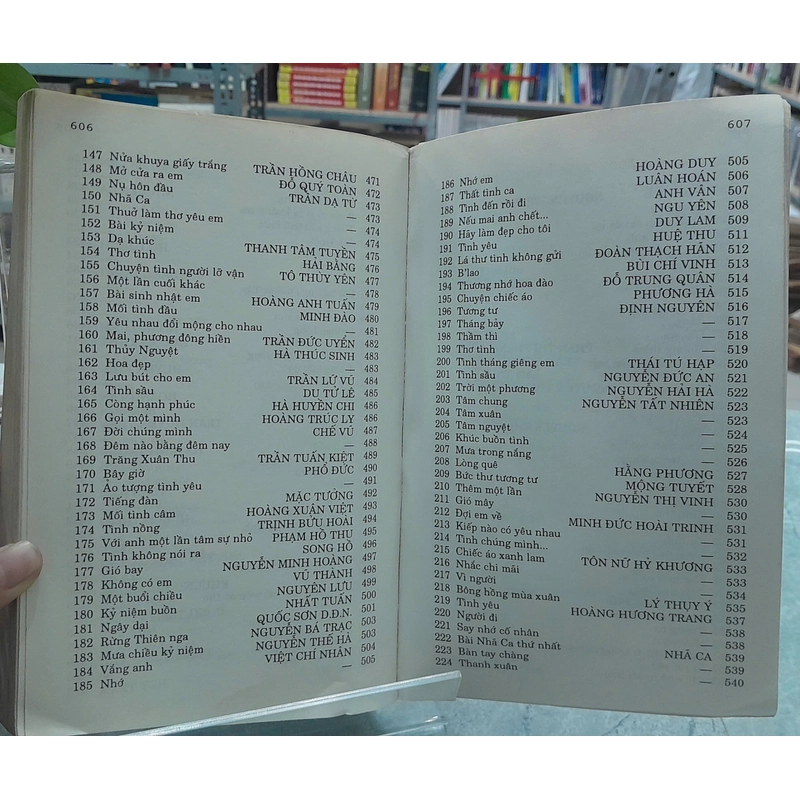 606
147 Nửa khuya giấy trắng TRẦN HỒNG CHÂU 471
148 Mở cửa ra em ĐỖ QUÝ TOÀN 472
149 Nụ hôn đầu TRẦN DẠ TỪ 473
150 Nhã Ca — 473
151 Thuở làm thơ yêu em — 474
152 Bài kỷ niệm — 474
153 Dạ khúc THANH TÂM TUYỀN 475
154 Thơ tình HẢI BẰNG 476
155 Chuyện tình người lỡ vận TÔ THÙY YÊN 477
156 Một lần cuối khác — 478
157 Bài sinh nhật em HOÀNG ANH TUẤN 479
158 Mối tình đầu MINH ĐÀO 480
159 Yêu nhau đổi mộng cho nhau — 481
160 Mai, phương đông hiền TRẦN ĐỨC UYỂN 482
161 Thủy Nguyệt HÀ THÚC SINH 483
162 Hoa đẹp — 484
163 Lưu bút cho em TRẦN LỮ VŨ 485
164 Tình sầu DU TỬ LÊ 486
165 Còng hạnh phúc HÀ HUYỀN CHI 486
166 Gọi một mình HOÀNG TRÚC LY 486
167 Đời chúng mình CHẾ VŨ 487
168 Đêm nào bằng đêm nay — 488
169 Trăng Xuân Thu TRẦN TUẤN KIỆT 489
170 Bây giờ PHỔ ĐỨC 490
171 Ảo tượng tình yêu — 491
172 Tiếng đàn MẶC TƯỞNG 492
173 Mối tình câm HOÀNG XUÂN VIỆT 493
174 Tình nồng TRỊNH BỬU HOÀI 494
175 Với anh một lần tâm sự nhỏ PHẠM HỒ THU 495
176 Tình không nói ra SONG HỒ 496
177 Gió bay NGUYỄN MINH HOÀNG 497
178 Không có em VŨ THÀNH 498
179 Một buổi chiều NGUYÊN LƯU 499
180 Kỷ niệm buồn NHẤT TUẤN 500
181 Ngây dại QUỐC SƠN D.Đ.N. 501
182 Rừng Thiên nga NGUYỄN BÁ TRẠC 503
183 Mưa chiều kỷ niệm NGUYỄN THẾ HÀ 503
184 Vắng anh VIỆT CHÍ NHÂN 504
185 Nhớ — 505
607
186 Nhớ em HOÀNG DUY 505
187 Thất tình ca LUÂN HOÁN 506
188 Tình đến rồi đi ANH VÂN 507
189 Nếu mai anh chết... NGU YÊN 508
190 Hãy làm đẹp cho tôi DUY LAM 509
191 Tình yêu HUỆ THU 511
192 Lá thư tình không gửi ĐOÀN THẠCH HÃN 512
193 B'lao BÙI CHÍ VINH 513
194 Thương nhớ hoa đào ĐỖ TRUNG QUÂN 514
195 Chuyện chiếc áo PHƯƠNG HÀ 515
196 Tương tư ĐỊNH NGUYÊN 516
197 Tháng bảy — 517
198 Thầm thì — 518
199 Thơ tình — 519
200 Tình tháng giêng em THÁI TÚ HẠP 520
201 Tình sầu NGUYỄN ĐỨC AN 521
202 Trời một phương NGUYỄN HẢI HÀ 522
203 Tâm chung NGUYỄN TẤT NHIÊN 523
204 Tâm xuân — 523
205 Tâm nguyệt — 524
206 Khúc buồn tình — 525
207 Mưa trong nắng — 526
208 Lòng quê HẰNG PHƯƠNG 527
209 Bức thư tương tư MỘNG TUYẾT 528
210 Thêm một lần NGUYỄN THỊ VINH 530
211 Gió mây — 530
212 Đợi em về MINH ĐỨC HOÀI TRINH 531
213 Kiếp nào có yêu nhau — 531
214 Tình chúng mình... — 532
215 Chiếc áo xanh lam TÔN NỮ HỶ KHƯƠNG 533
216 Nhắc chi mãi — 533
217 Vì người — 534
218 Bông hồng mùa xuân LÝ THỤY Ý 535
219 Tình yêu HOÀNG HƯƠNG TRANG 536
220 Người đi — 538
221 Say nhớ cố nhân — 538
222 Bài Nhã Ca thứ nhất NHÃ CA 539
223 Bàn tay chàng — 539
224 Thanh xuân — 540